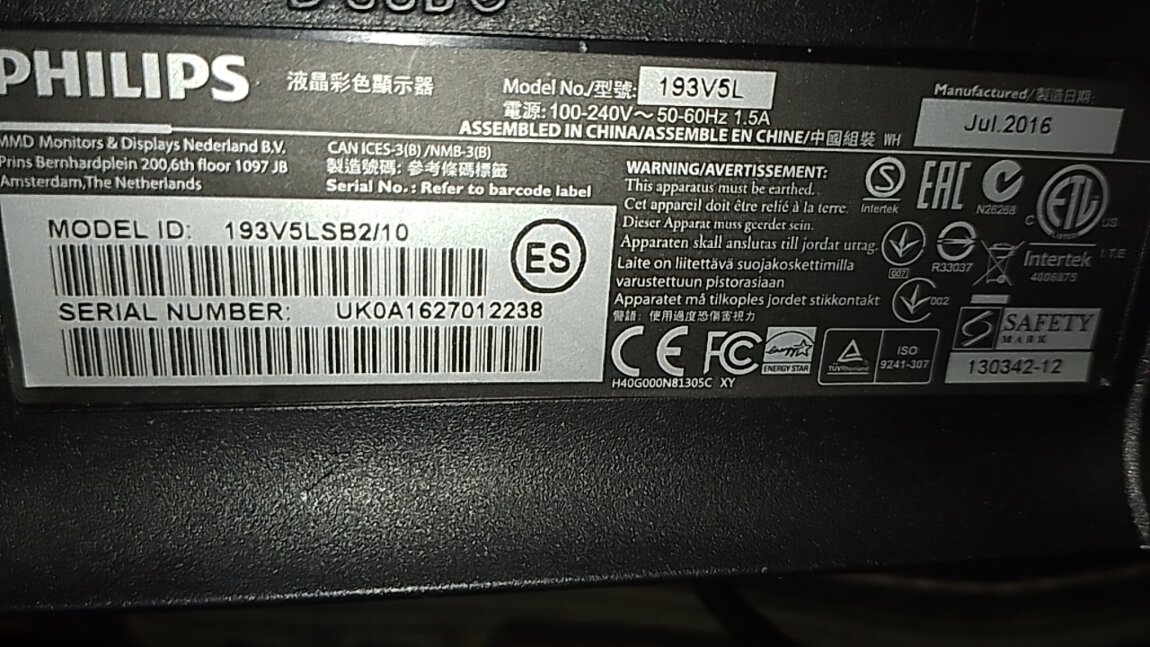 PHILIPS
液晶彩色顯示器
Model No./型號: 193V5L
電源: 100-240V～ 50-60Hz 1.5A
ASSEMBLED IN CHINA/ASSEMBLE EN CHINE/中國組裝 WH
Manufactured/製造日期:
Jul.2016
MMD Monitors & Displays Nederland B.V.
Prins Bernhardplein 200,6th floor 1097 JB
Amsterdam,The Netherlands
CAN ICES-3(B) /NMB-3(B)
製造號碼: 參考條碼標籤
Serial No.: Refer to barcode label
MODEL ID: 193V5LSB2/10
SERIAL NUMBER: UK0A1627012238
ES
WARNING/AVERTISSEMENT:
This apparatus must be earthed.
Cet appareil doit être relié à la terre.
Dieser Apparat muss geerdet sein.
Apparaten skall anslutas till jordat uttag.
Laite on liitettävä suojakoskettimilla
varustettuun pistorasiaan
Apparatet må tilkoples jordet stikkontakt
警語: 使用過度恐傷害視力
CE FC
ENERGY STAR
H40G000N81305C XY
TÜVRheinland
ISO
9241-307
S
Intertek
EAC
N26268
C ETL US
007
R33037
Intertek
4006875
I.T.E
002
SAFETY
MARK
130342-12